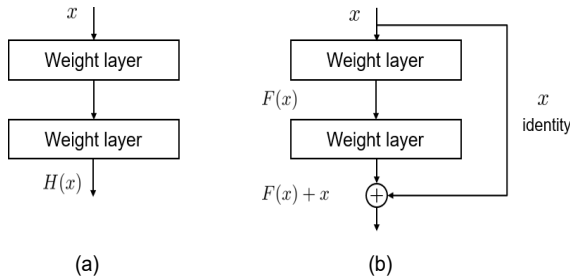 x
Weight layer
Weight layer
H(x)
(a)
x
Weight layer
F(x)
Weight layer
F(x) + x
+
x
identity
(b)